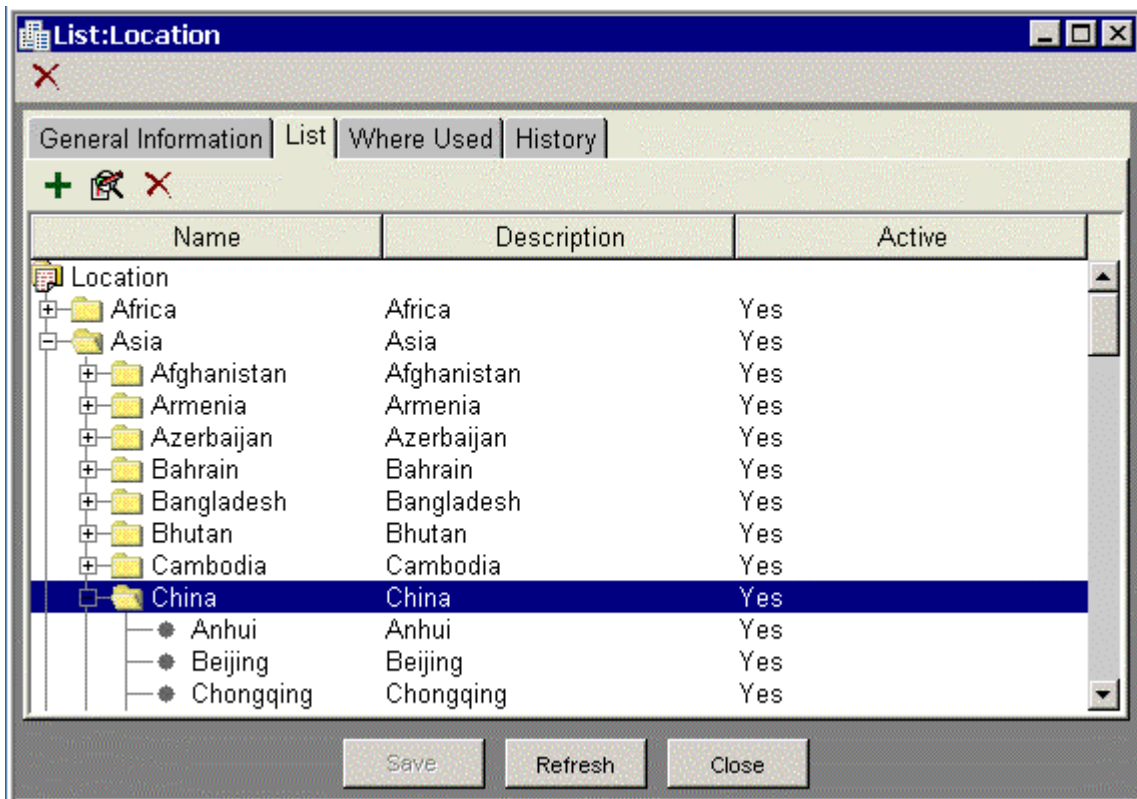 List:Location
General Information List Where Used History
Name Description Active
Location
Africa Africa Yes
Asia Asia Yes
Afghanistan Afghanistan Yes
Armenia Armenia Yes
Azerbaijan Azerbaijan Yes
Bahrain Bahrain Yes
Bangladesh Bangladesh Yes
Bhutan Bhutan Yes
Cambodia Cambodia Yes
China China Yes
Anhui Anhui Yes
Beijing Beijing Yes
Chongqing Chongqing Yes
Save Refresh Close